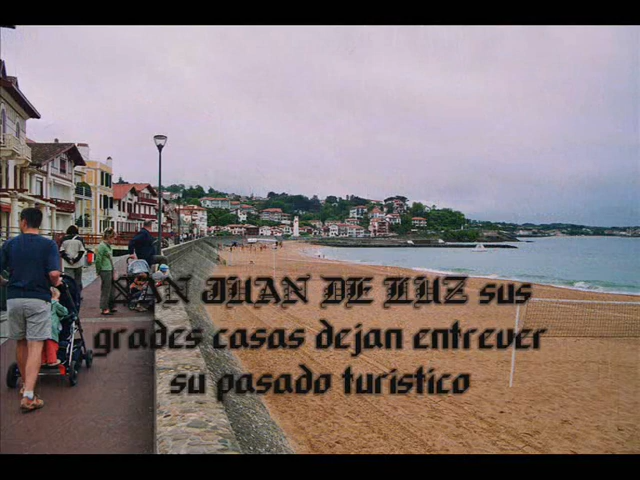 SAN JUAN DE LUZ sus
grades casas dejan entrever
su pasado turistico